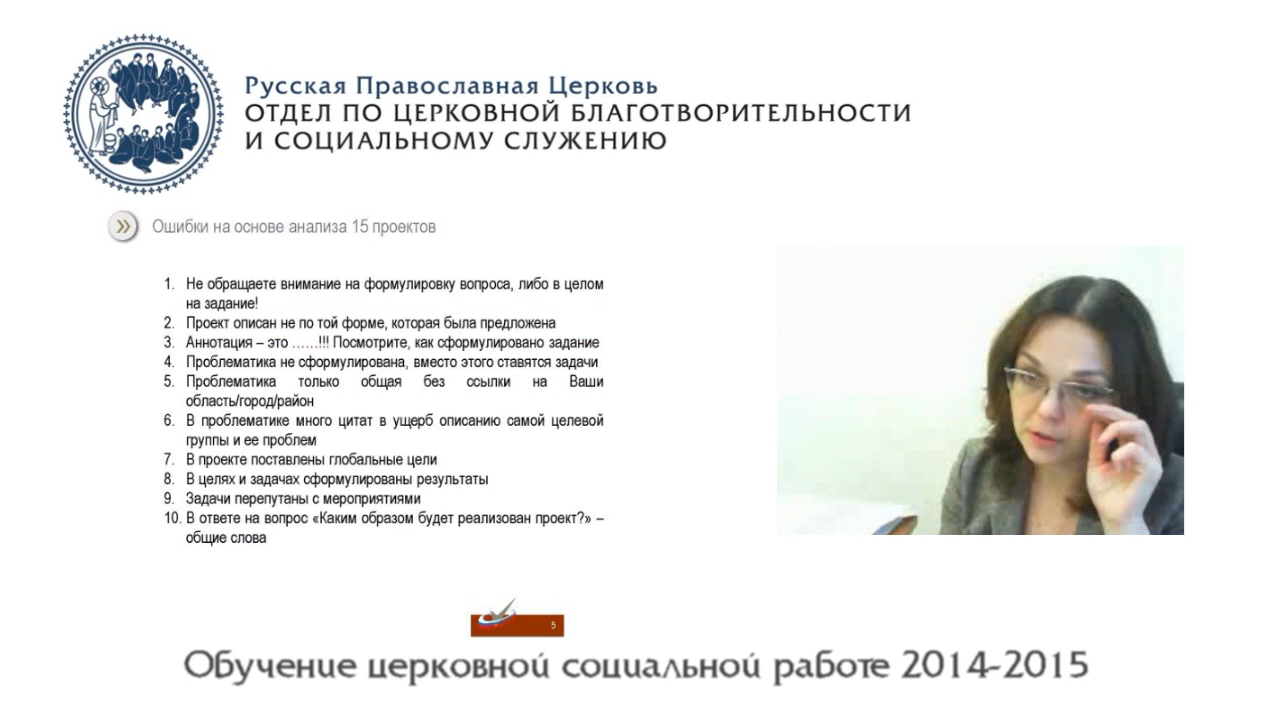 Русская Православная Церковь
ОТДЕЛ ПО ЦЕРКОВНОЙ БЛАГОТВОРИТЕЛЬНОСТИ
И СОЦИАЛЬНОМУ СЛУЖЕНИЮ
Ошибки на основе анализа 15 проектов
1. Не обращаете внимание на формулировку вопроса, либо в целом
на задание!
2. Проект описан не по той форме, которая была предложена
3. Аннотация – это ……!!! Посмотрите, как сформулировано задание
4. Проблематика не сформулирована, вместо этого ставятся задачи
5. Проблематика только общая без ссылки на Ваши
область/город/район
6. В проблематике много цитат в ущерб описанию самой целевой
группы и ее проблем
7. В проекте поставлены глобальные цели
8. В целях и задачах сформулированы результаты
9. Задачи перепутаны с мероприятиями
10. В ответе на вопрос «Каким образом будет реализован проект?» –
общие слова
5
Обучение церковной социальной работе 2014-2015